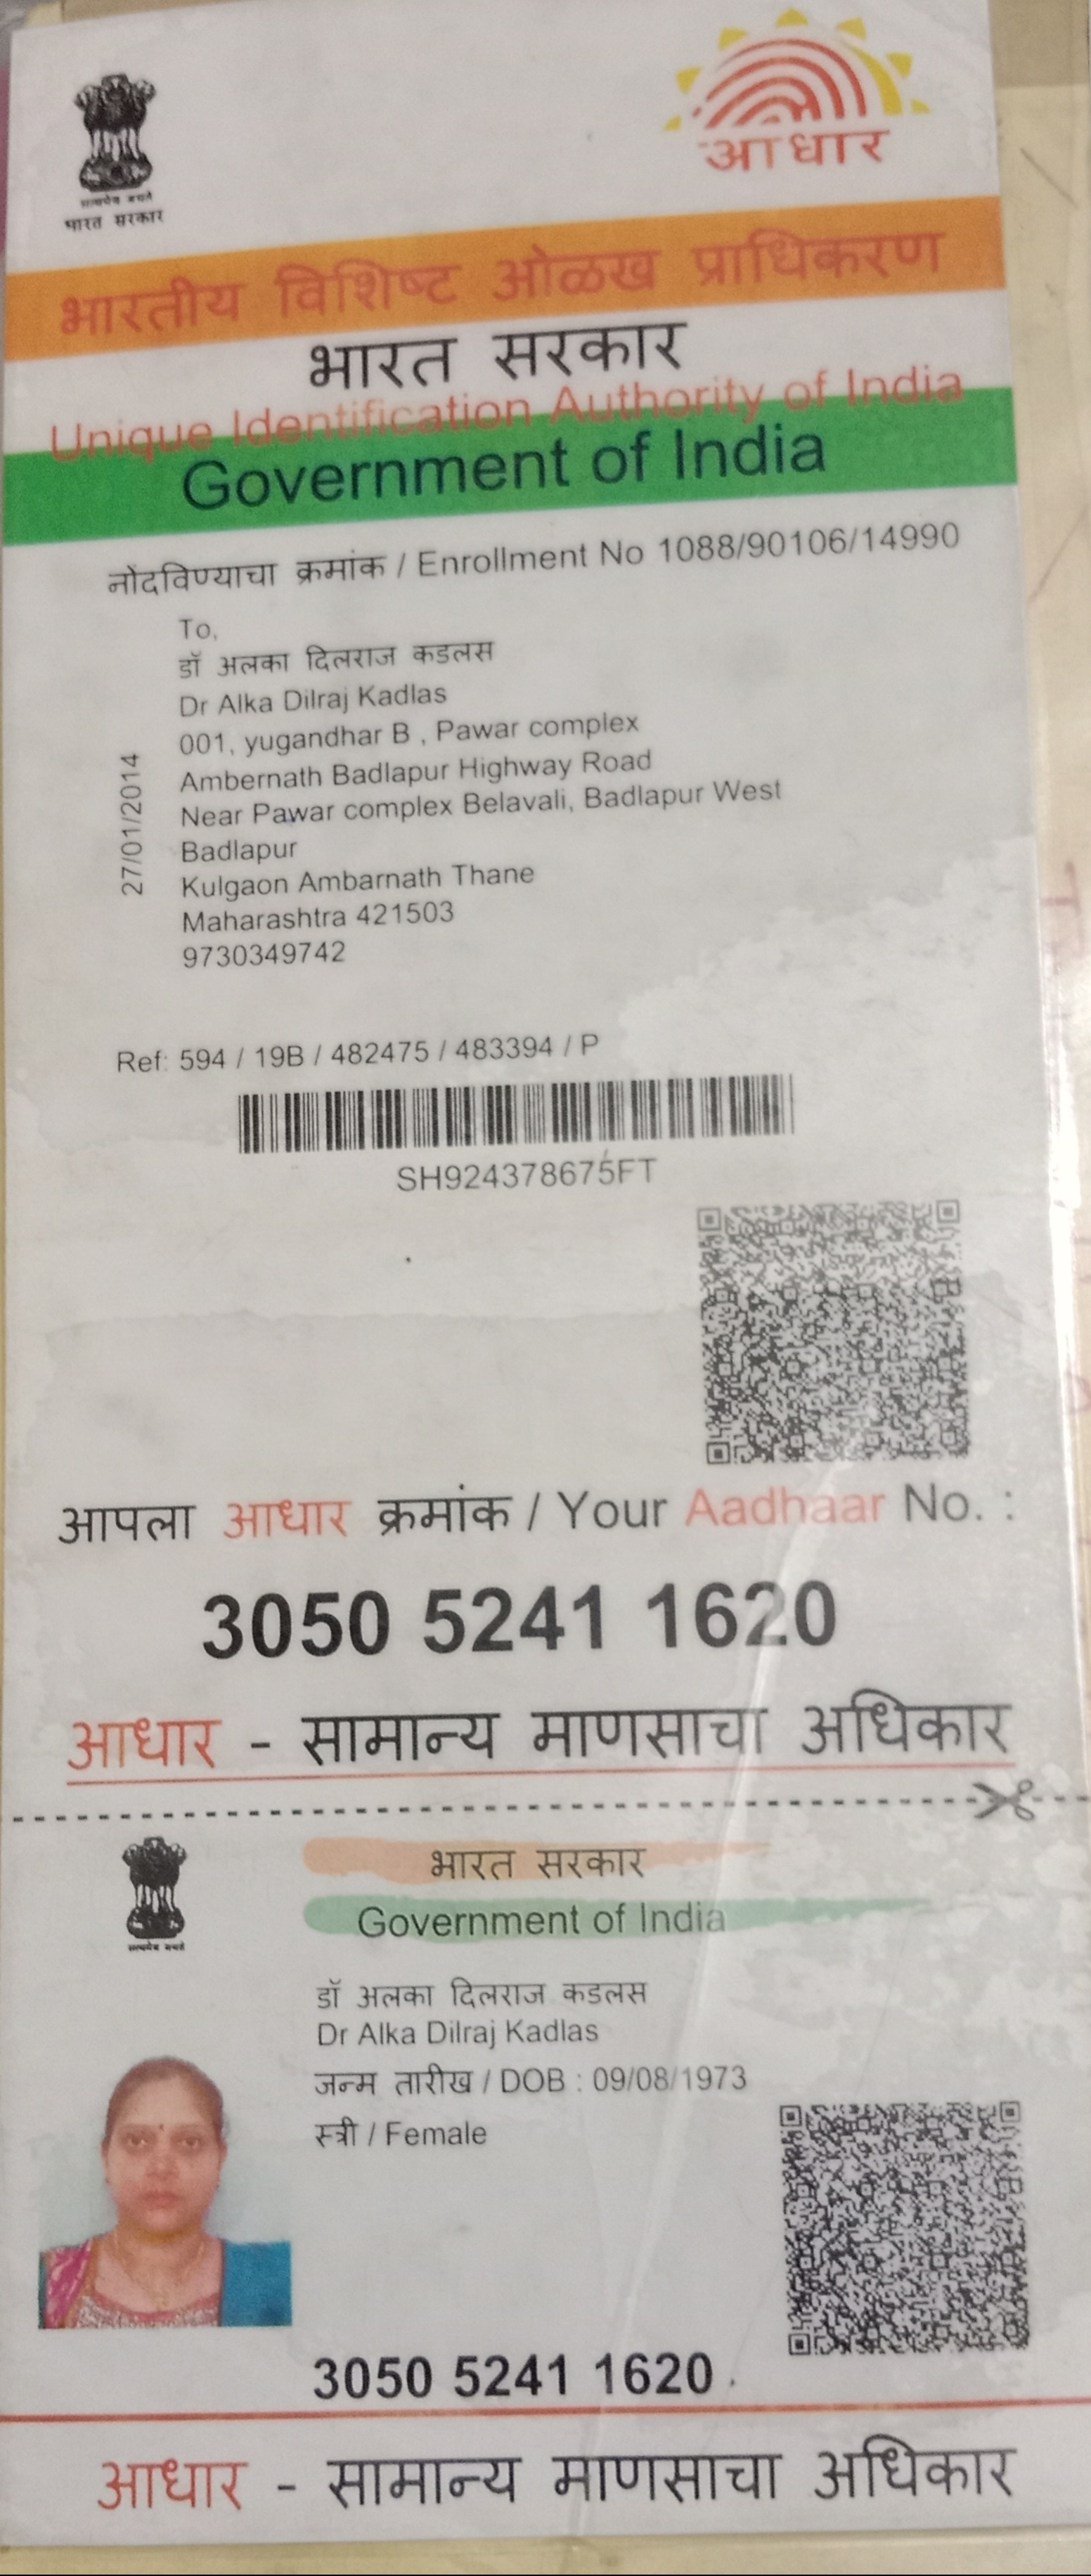 आधार
सत्यमेव जयते
भारत सरकार
भारतीय विशिष्ट ओळख प्राधिकरण
भारत सरकार
Unique Identification Authority of India
Government of India
नोंदविण्याचा क्रमांक / Enrollment No 1088/90106/14990
To,
डॉ अलका दिलराज कडलस
Dr Alka Dilraj Kadlas
001, yugandhar B , Pawar complex
Ambernath Badlapur Highway Road
Near Pawar complex Belavali, Badlapur West
Badlapur
Kulgaon Ambarnath Thane
Maharashtra 421503
9730349742
27/01/2014
Ref: 594 / 19B / 482475 / 483394 / P
SH924378675FT
आपला आधार क्रमांक / Your Aadhaar No. :
3050 5241 1620
आधार - सामान्य माणसाचा अधिकार
सत्यमेव जयते
भारत सरकार
Government of India
डॉ अलका दिलराज कडलस
Dr Alka Dilraj Kadlas
जन्म तारीख / DOB : 09/08/1973
स्त्री / Female
3050 5241 1620
आधार - सामान्य माणसाचा अधिकार